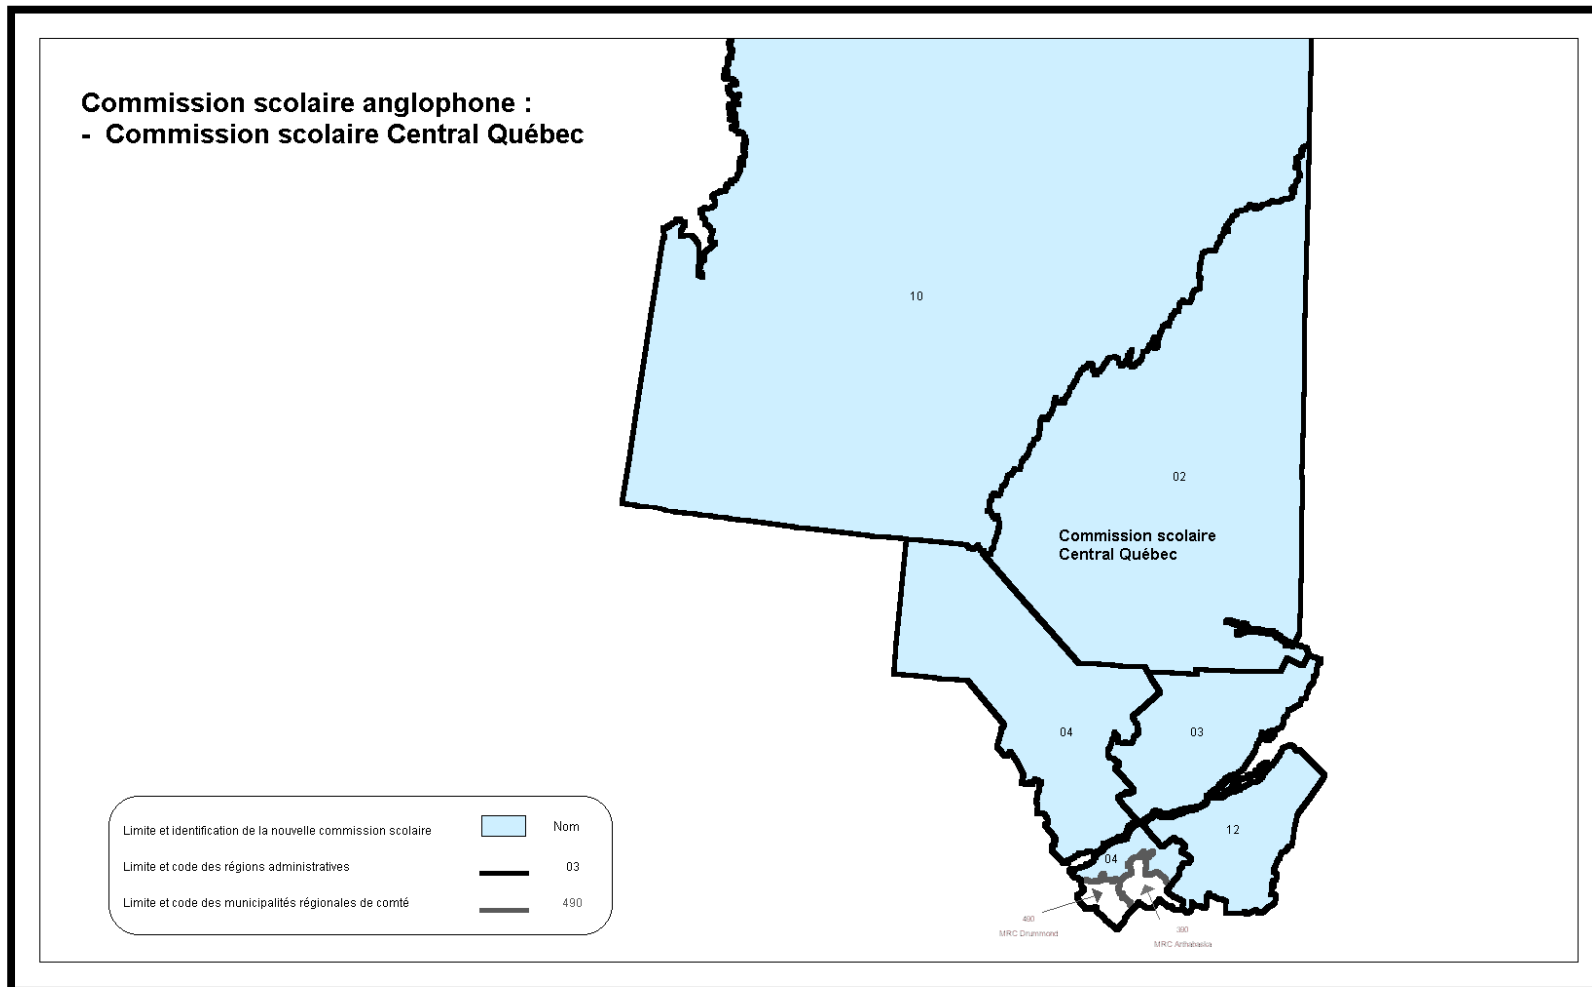 Commission scolaire anglophone :
- Commission scolaire Central Québec
10
02
Commission scolaire
Central Québec
04
03
12
04
490
MRC Drummond
390
MRC Arthabaska
Limite et identification de la nouvelle commission scolaire
Nom
Limite et code des régions administratives
03
Limite et code des municipalités régionales de comté
490